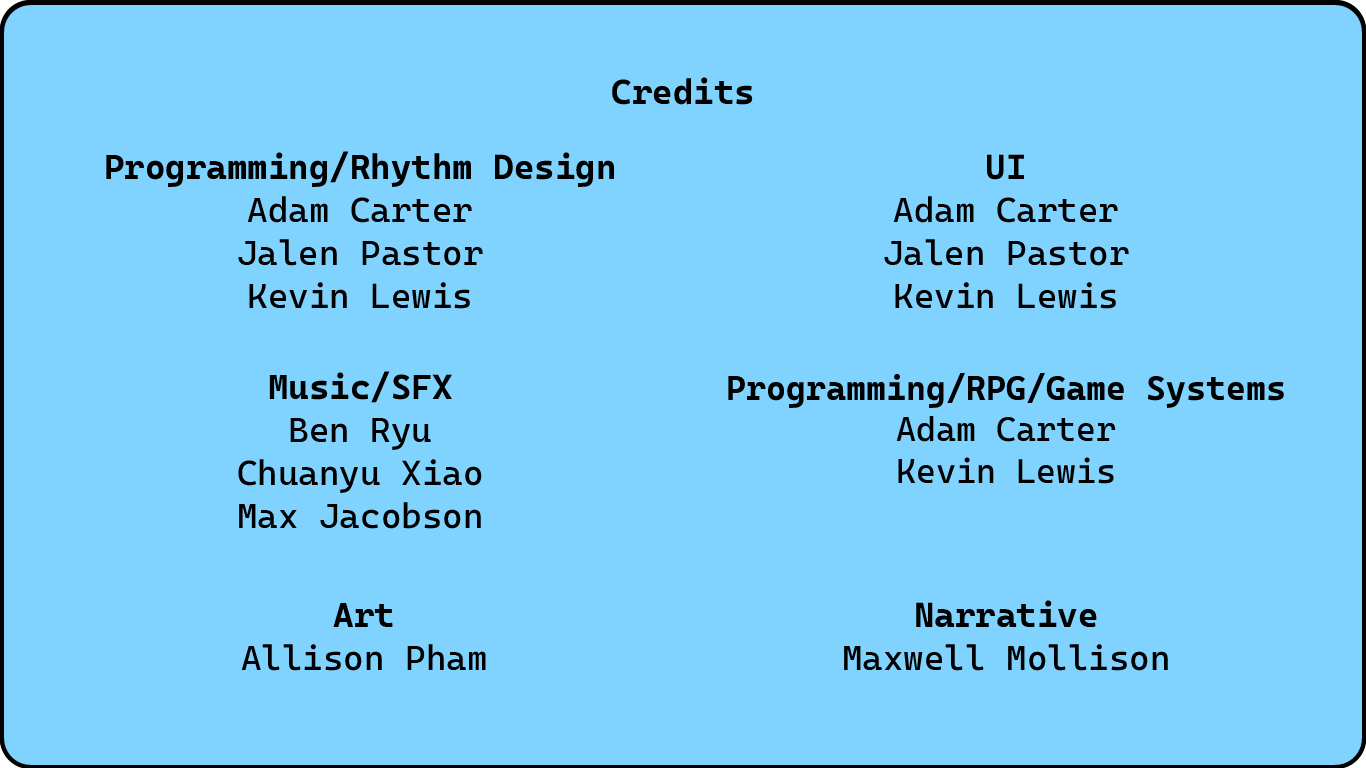 Credits
Programming/Rhythm Design
Adam Carter
Jalen Pastor
Kevin Lewis
UI
Adam Carter
Jalen Pastor
Kevin Lewis
Music/SFX
Ben Ryu
Chuanyu Xiao
Max Jacobson
Programming/RPG/Game Systems
Adam Carter
Kevin Lewis
Art
Allison Pham
Narrative
Maxwell Mollison